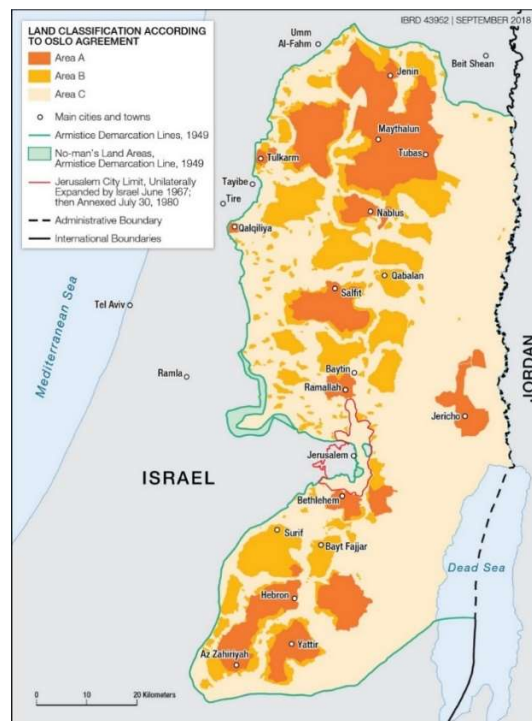 IBRD 43952 | SEPTEMBER 2018
LAND CLASSIFICATION ACCORDING
TO OSLO AGREEMENT
Area A
Area B
Area C
Main cities and towns
Armistice Demarcation Lines, 1949
No-man's Land Areas,
Armistice Demarcation Line, 1949
Jerusalem City Limit, Unilaterally
Expanded by Israel June 1967;
then Annexed July 30, 1980
Administrative Boundary
International Boundaries
Umm
Al-Fahm
Beit Shean
Jenin
Maythalun
Tulkarm
Tubas
Tayibe
Tire
Nablus
Qalqiliya
Qabalan
Salfit
Mediterranean Sea
Tel Aviv
Baytin
Ramla
Ramallah
JORDAN
Jericho
Jerusalem
ISRAEL
Bethlehem
Surif
Bayt Fajjar
Dead Sea
Hebron
Yattir
Az Zahiriyah
0 10 20 Kilometers